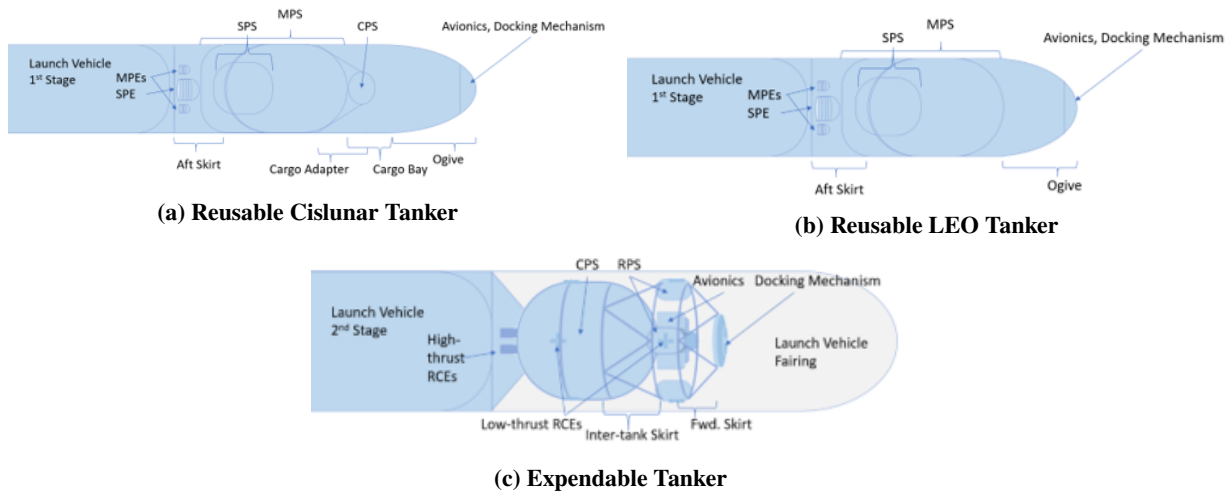 MPS
SPS
CPS
Avionics, Docking Mechanism
Launch Vehicle
1st Stage
MPEs
SPE
Aft Skirt
Cargo Adapter
Cargo Bay
Ogive
(a) Reusable Cislunar Tanker
MPS
SPS
Avionics, Docking Mechanism
Launch Vehicle
1st Stage
MPEs
SPE
Aft Skirt
Ogive
(b) Reusable LEO Tanker
CPS
RPS
Avionics
Docking Mechanism
Launch Vehicle
2nd Stage
High-
thrust
RCEs
Launch Vehicle
Fairing
Low-thrust RCEs
Inter-tank Skirt
Fwd. Skirt
(c) Expendable Tanker